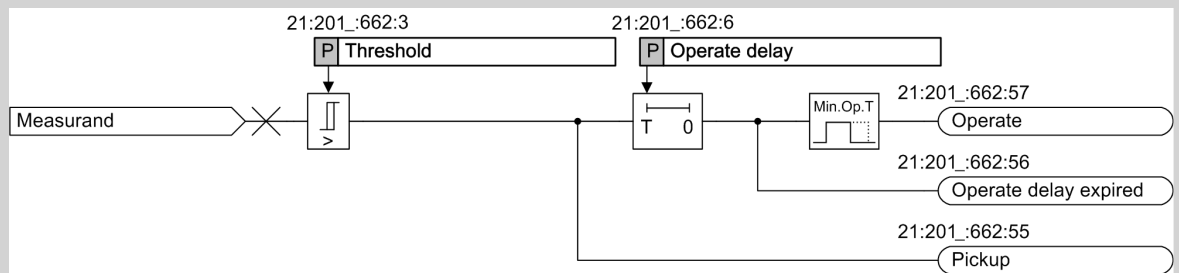 21:201_:662:3
21:201_:662:6
P Threshold
P Operate delay
21:201_:662:57
Measurand
>
T 0
Min.Op.T
Operate
21:201_:662:56
Operate delay expired
21:201_:662:55
Pickup